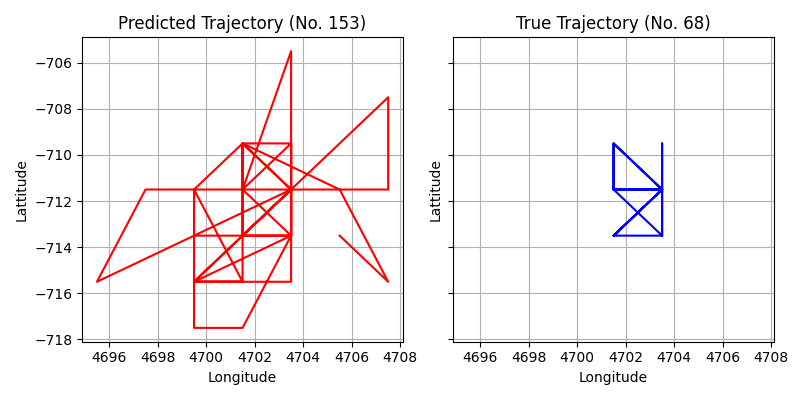 Predicted Trajectory (No. 153)
True Trajectory (No. 68)
Lattitude
−706
−708
−710
−712
−714
−716
−718
4696 4698 4700 4702 4704 4706 4708
Longitude
Lattitude
4696 4698 4700 4702 4704 4706 4708
Longitude